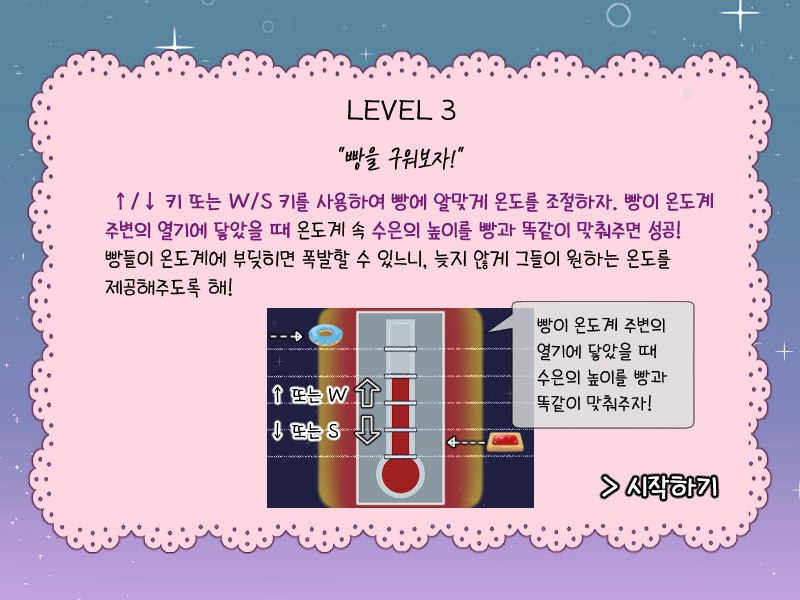 LEVEL 3
"빵을 구워보자!"
↑/↓ 키 또는 W/S 키를 사용하여 빵에 알맞게 온도를 조절하자. 빵이 온도계
주변의 열기에 닿았을 때 온도계 속 수은의 높이를 빵과 똑같이 맞춰주면 성공!
빵들이 온도계에 부딪히면 폭발할 수 있느니, 늦지 않게 그들이 원하는 온도를
제공해주도록 해!
빵이 온도계 주변의
열기에 닿았을 때
수은의 높이를 빵과
똑같이 맞춰주자!
↑ 또는 W
↓ 또는 S
> 시작하기